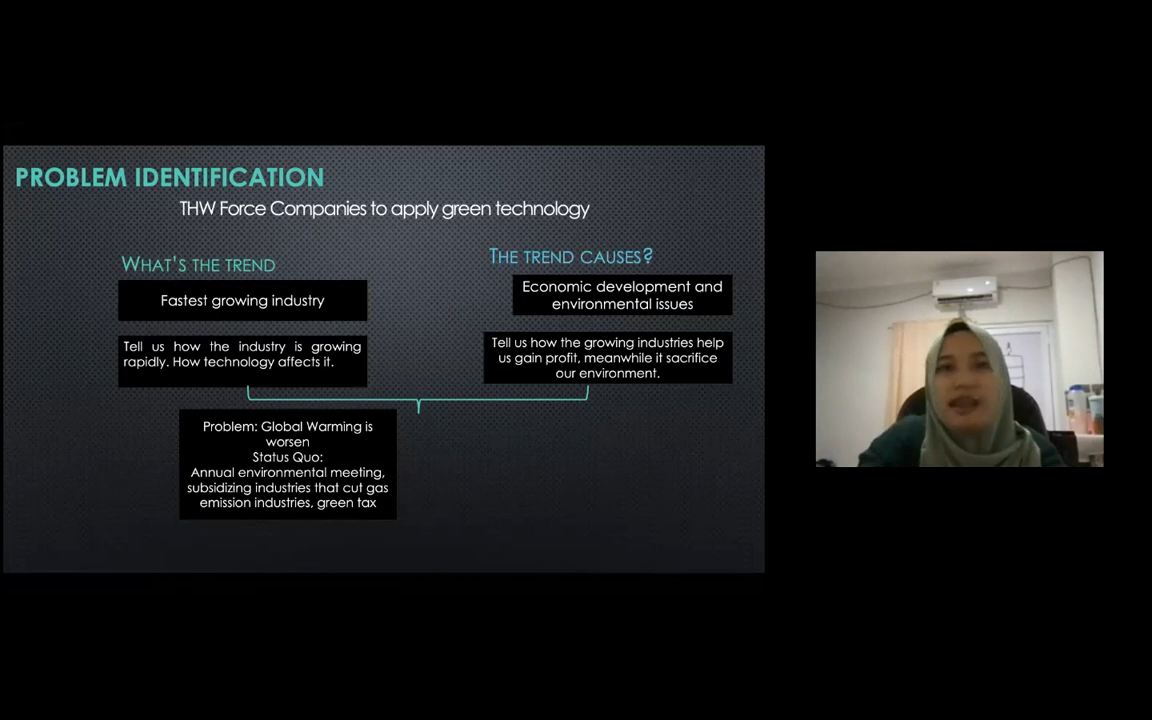 PROBLEM IDENTIFICATION
THW Force Companies to apply green technology
WHAT'S THE TREND
Fastest growing industry
Tell us how the industry is growing
rapidly. How technology affects it.
THE TREND CAUSES?
Economic development and
environmental issues
Tell us how the growing industries help
us gain profit, meanwhile it sacrifice
our environment.
Problem: Global Warming is
worsen
Status Quo:
Annual environmental meeting,
subsidizing industries that cut gas
emission industries, green tax